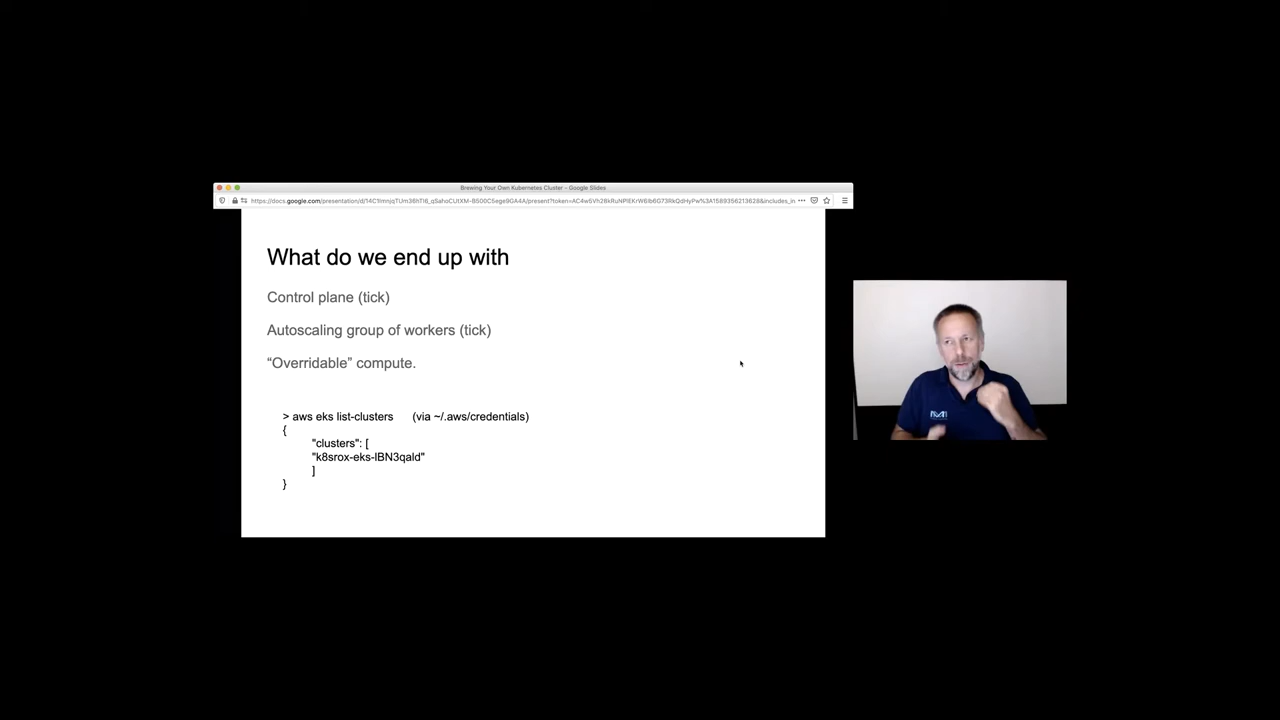 Brewing Your Own Kubernetes Cluster – Google Slides
What do we end up with
Control plane (tick)
Autoscaling group of workers (tick)
“Overridable” compute.
> aws eks list-clusters (via ~/.aws/credentials)
{
"clusters": [
"k8srox-eks-lBN3qald"
]
}